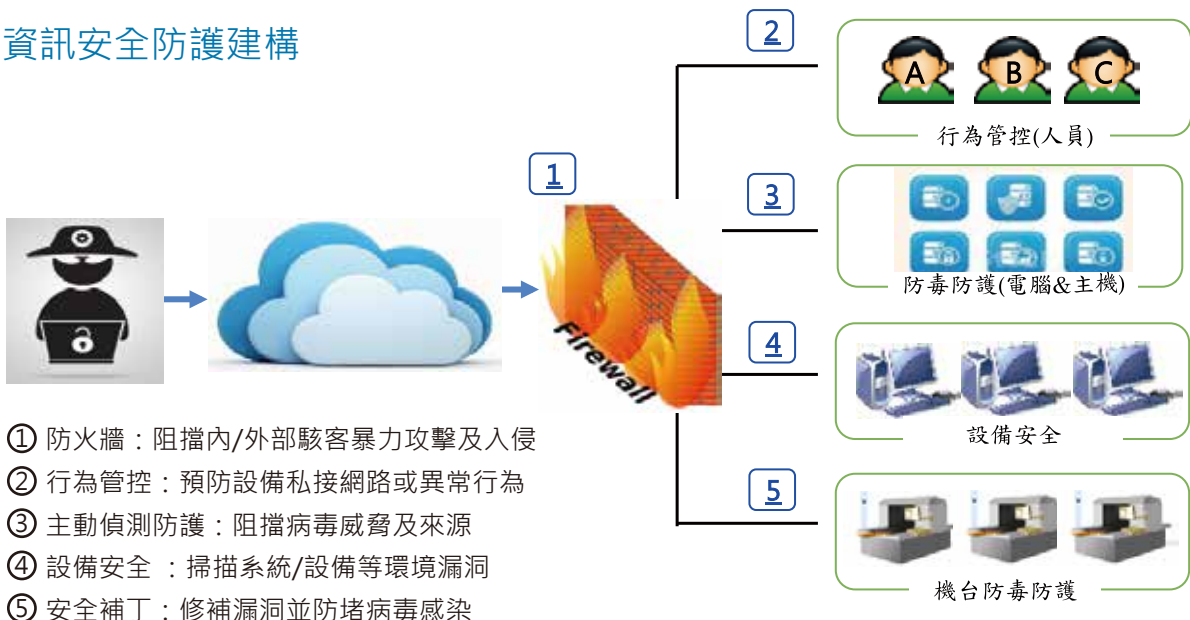 資訊安全防護建構
2
A B C
行為管控(人員)
1
3
防毒防護(電腦&主機)
Firewall
4
設備安全
5
機台防毒防護
① 防火牆：阻擋內/外部駭客暴力攻擊及入侵
② 行為管控：預防設備私接網路或異常行為
③ 主動偵測防護：阻擋病毒威脅及來源
④ 設備安全 ：掃描系統/設備等環境漏洞
⑤ 安全補丁：修補漏洞並防堵病毒感染